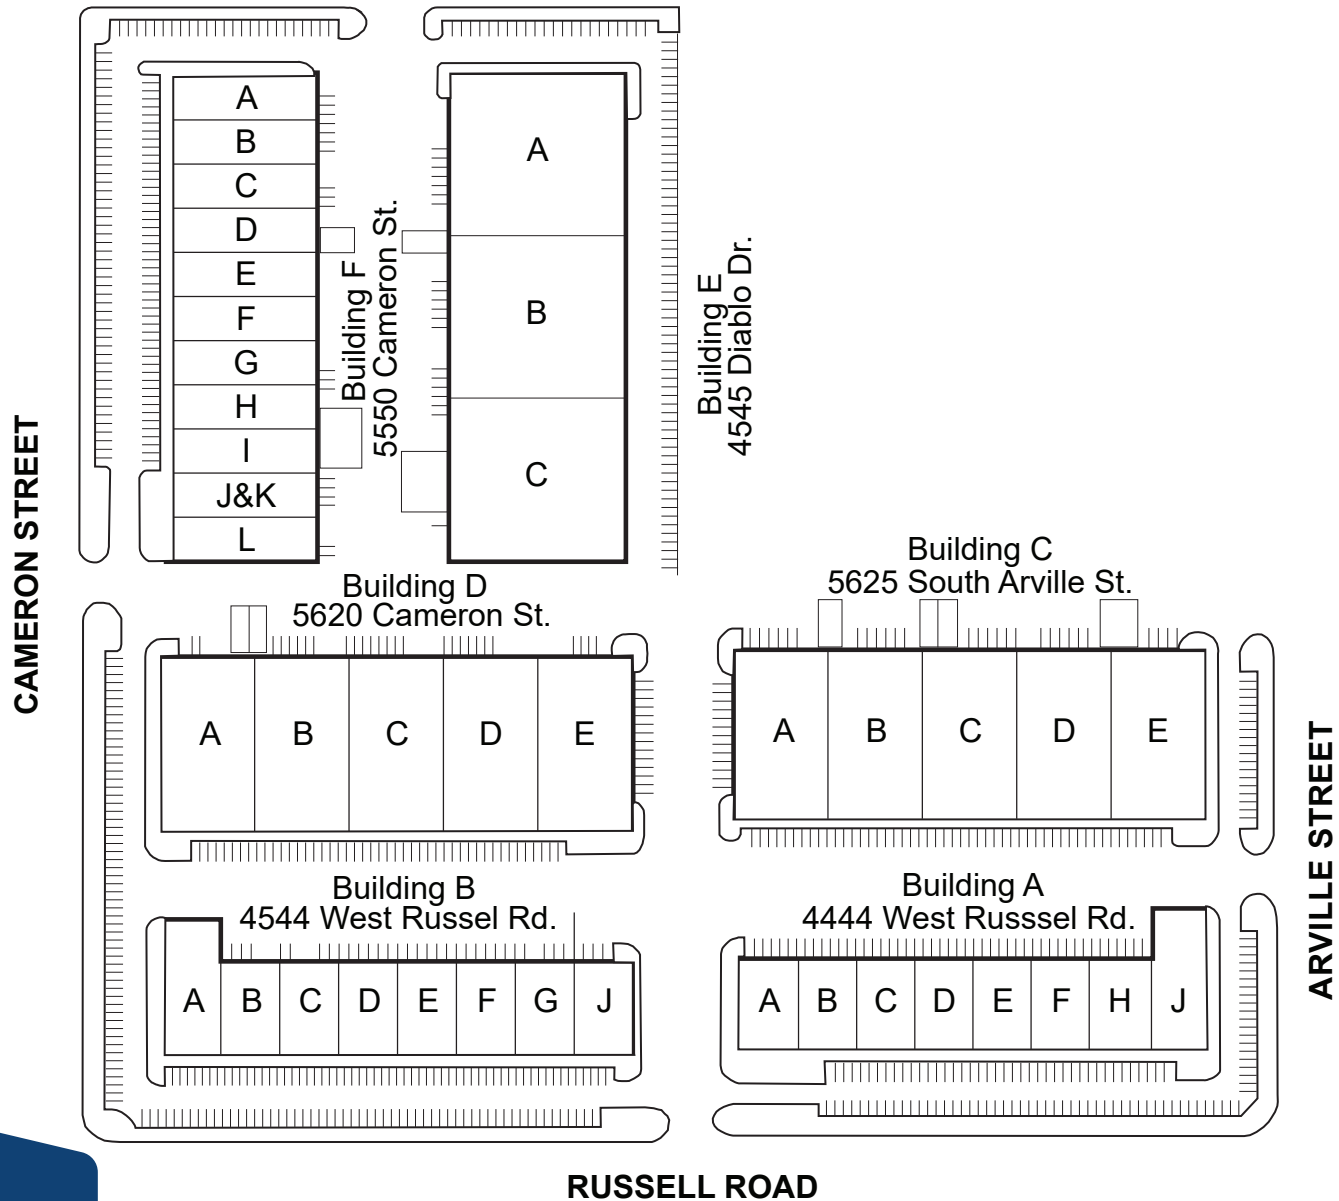 A
B
C
D
E
F
G
H
I
J&K
L
Building F
5550 Cameron St.
A
B
C
Building E
4545 Diablo Dr.
CAMERON STREET
Building D
5620 Cameron St.
A B C D E
Building C
5625 South Arville St.
A B C D E
ARVILLE STREET
Building B
4544 West Russel Rd.
A B C D E F G J
Building A
4444 West Russsel Rd.
A B C D E F H J
RUSSELL ROAD